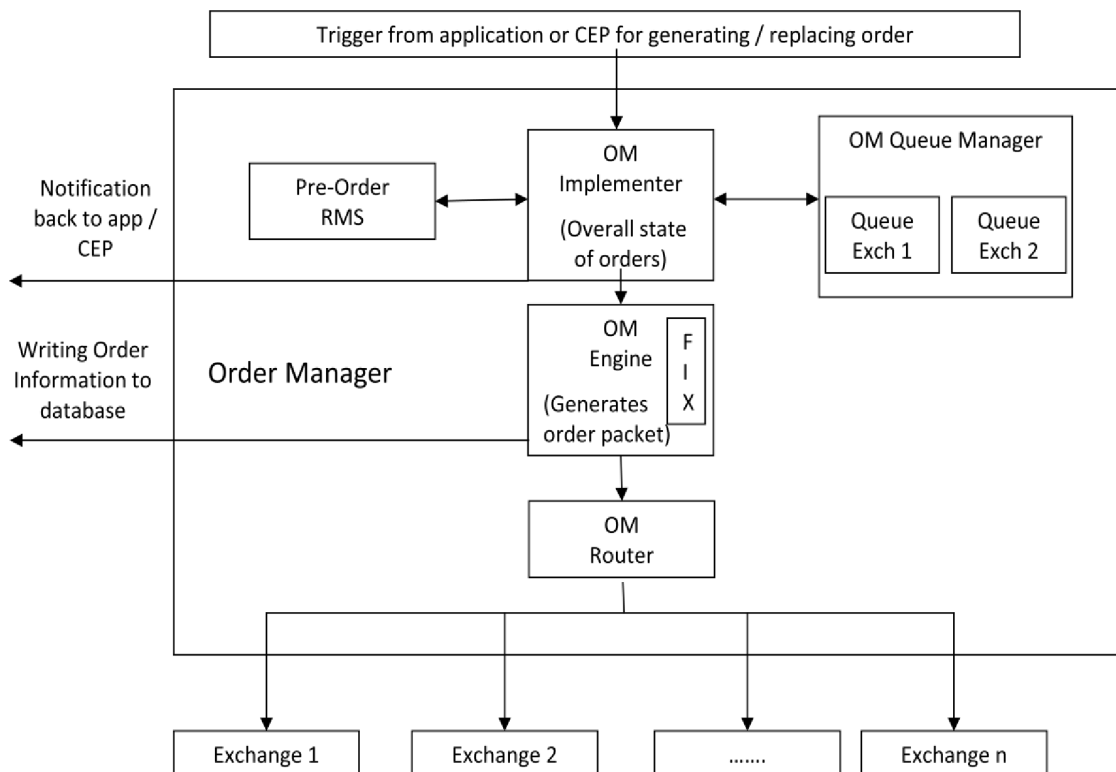 Trigger from application or CEP for generating / replacing order
OM
Implementer
(Overall state
of orders)
OM Queue Manager
Queue
Exch 1
Queue
Exch 2
Pre-Order
RMS
Notification
back to app /
CEP
Writing Order
Information to
database
Order Manager
OM
Engine
(Generates
order packet)
F
I
X
OM
Router
Exchange 1
Exchange 2
.......
Exchange n